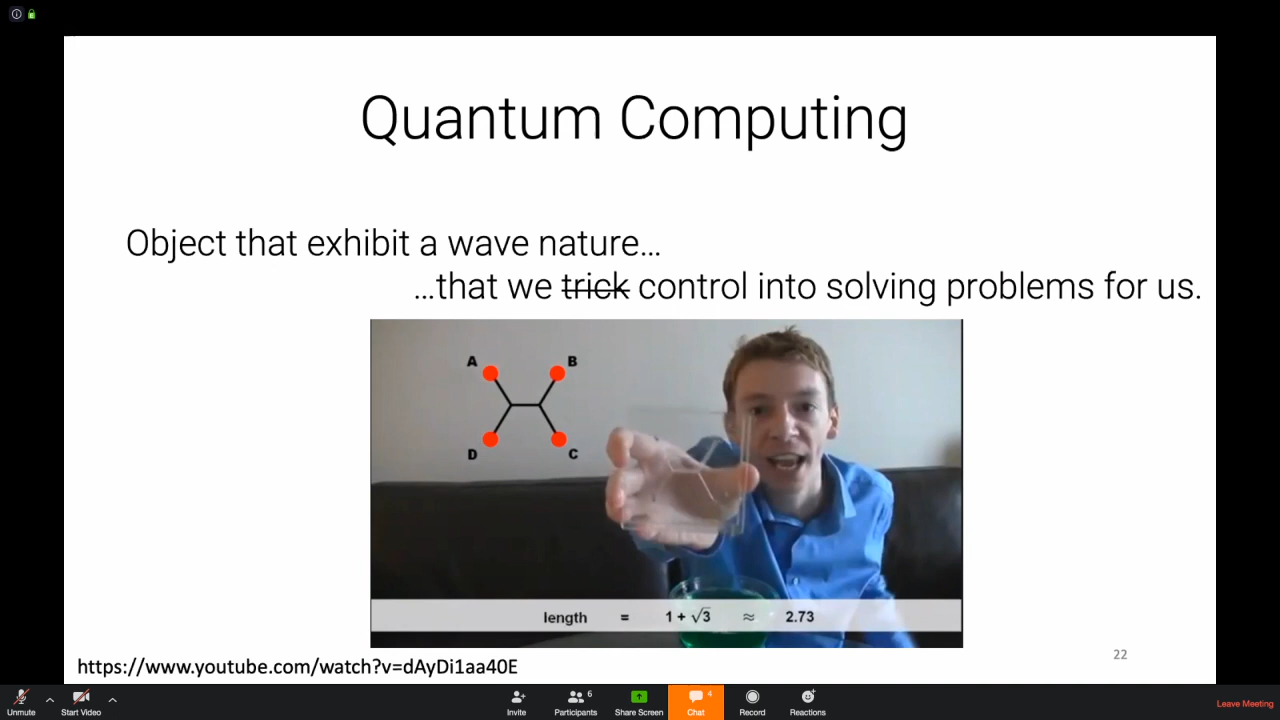 Quantum Computing
Object that exhibit a wave nature…
…that we trick control into solving problems for us.
A
B
D
C
length = 1 + √3 ≈ 2.73
https://www.youtube.com/watch?v=dAyDi1aa40E
22
Unmute
Start Video
Invite
Participants
6
Share Screen
Chat
4
Record
Reactions
Leave Meeting